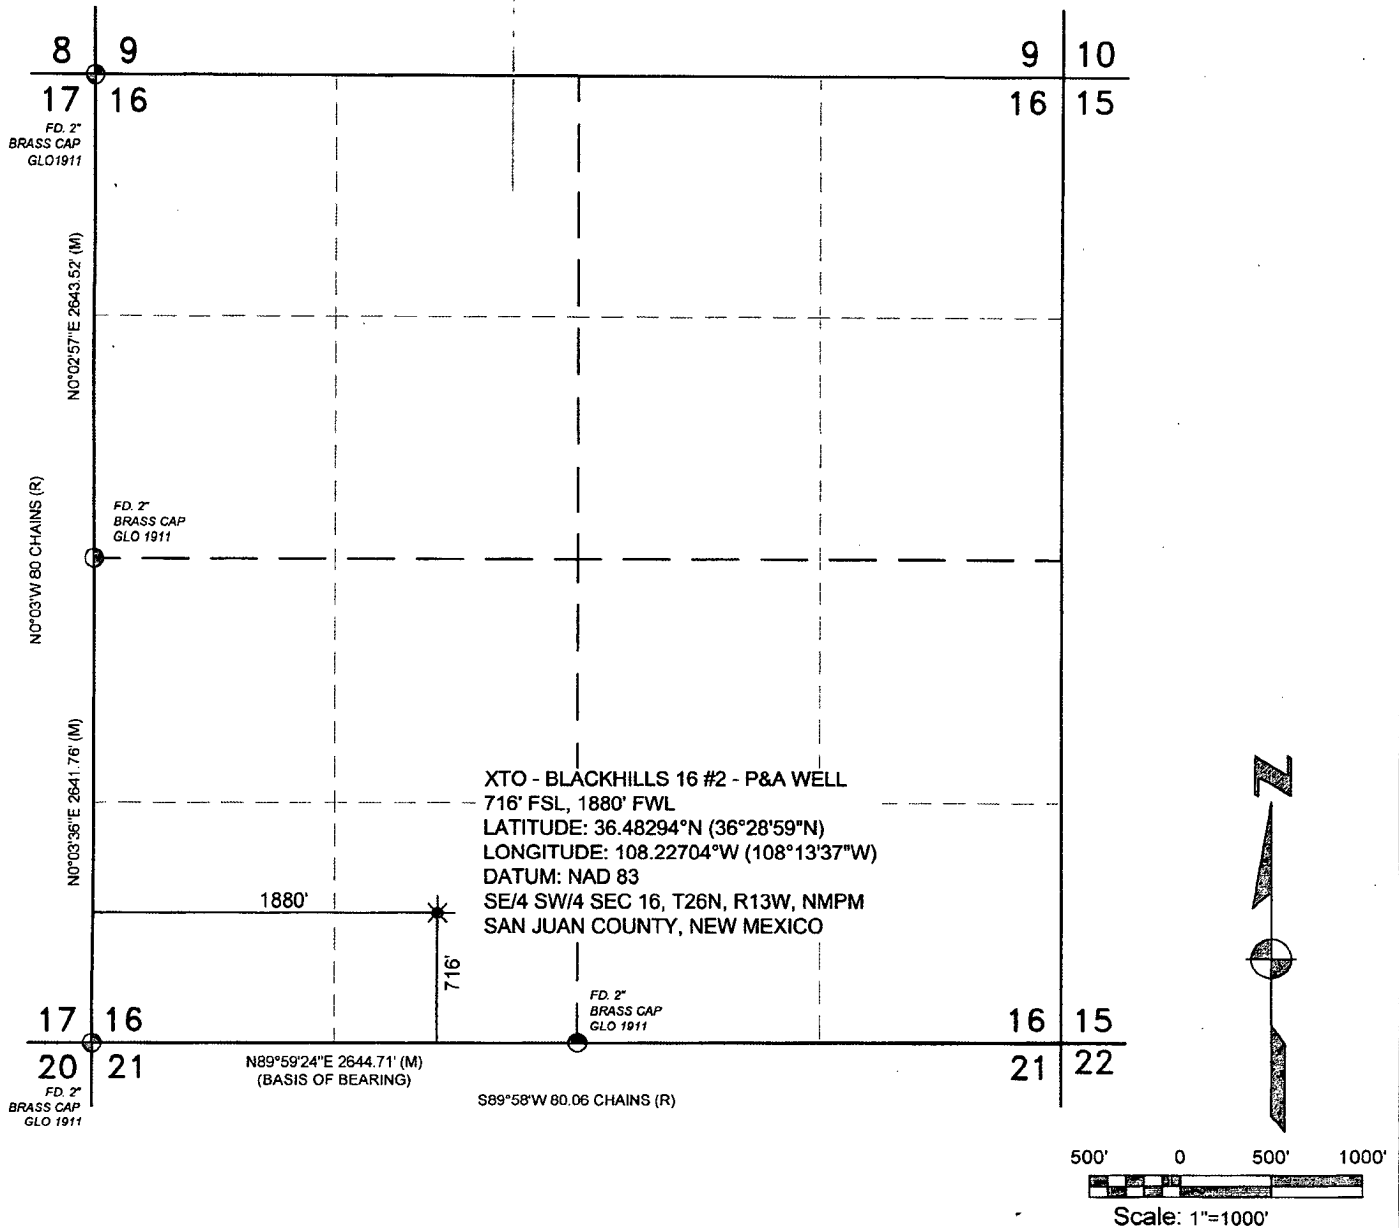 8 9
9 10
17 16
16 15
FD. 2"
BRASS CAP
GLO1911
N0°02'57"E 2643.52' (M)
N0°03'W 80 CHAINS (R)
FD. 2"
BRASS CAP
GLO 1911
N0°03'36"E 2641.76' (M)
XTO - BLACKHILLS 16 #2 - P&A WELL
716' FSL, 1880' FWL
LATITUDE: 36.48294°N (36°28'59"N)
LONGITUDE: 108.22704°W (108°13'37"W)
DATUM: NAD 83
SE/4 SW/4 SEC 16, T26N, R13W, NMPM
SAN JUAN COUNTY, NEW MEXICO
1880'
716'
FD. 2"
BRASS CAP
GLO 1911
17 16
16 15
20 21
21 22
FD. 2"
BRASS CAP
GLO 1911
N89°59'24"E 2644.71' (M)
(BASIS OF BEARING)
S89°58'W 80.06 CHAINS (R)
N
500' 0 500' 1000'
Scale: 1"=1000'